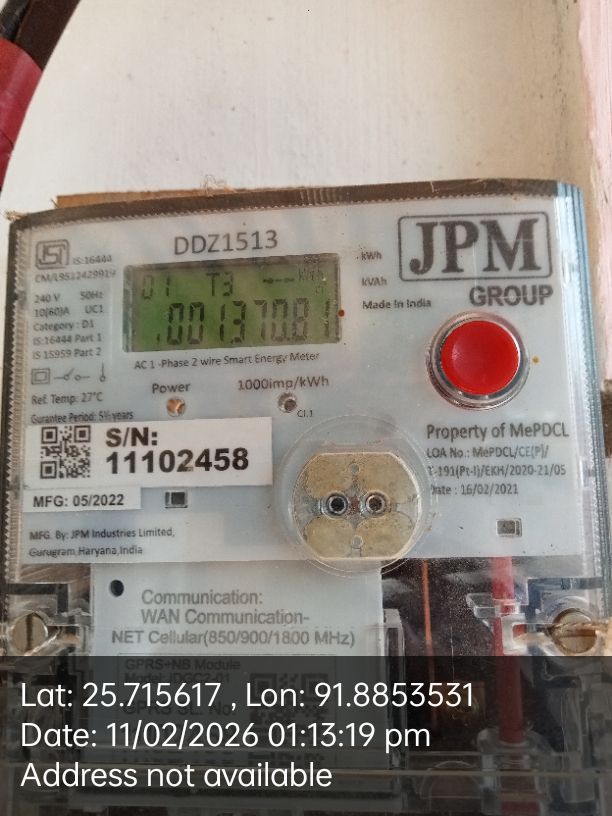 DDZ1513
IS:16444
CM/L9512429919
240 V 50Hz
10(60)A UC1
Category : D1
IS:16444 Part 1
IS 15959 Part 2
Ref. Temp: 27°C
Gurantee Period: 5½ years
01 T3 kWh
001370.8
kWh
kVAh
Made In India
JPM
GROUP
AC 1 -Phase 2 wire Smart Energy Meter
Power 1000imp/kWh
Cl.1
S/N:
11102458
MFG: 05/2022
Property of MePDCL
LOA No.: MePDCL/CE(P)/
T-191(Pt-I)/EKH/2020-21/05
Date : 16/02/2021
MFG. By: JPM Industries Limited,
Gurugram,Haryana,India
Communication:
WAN Communication-
NET Cellular(850/900/1800 MHz)
GPRS+NB Module
Lat: 25.715617 , Lon: 91.8853531
Date: 11/02/2026 01:13:19 pm
Address not available